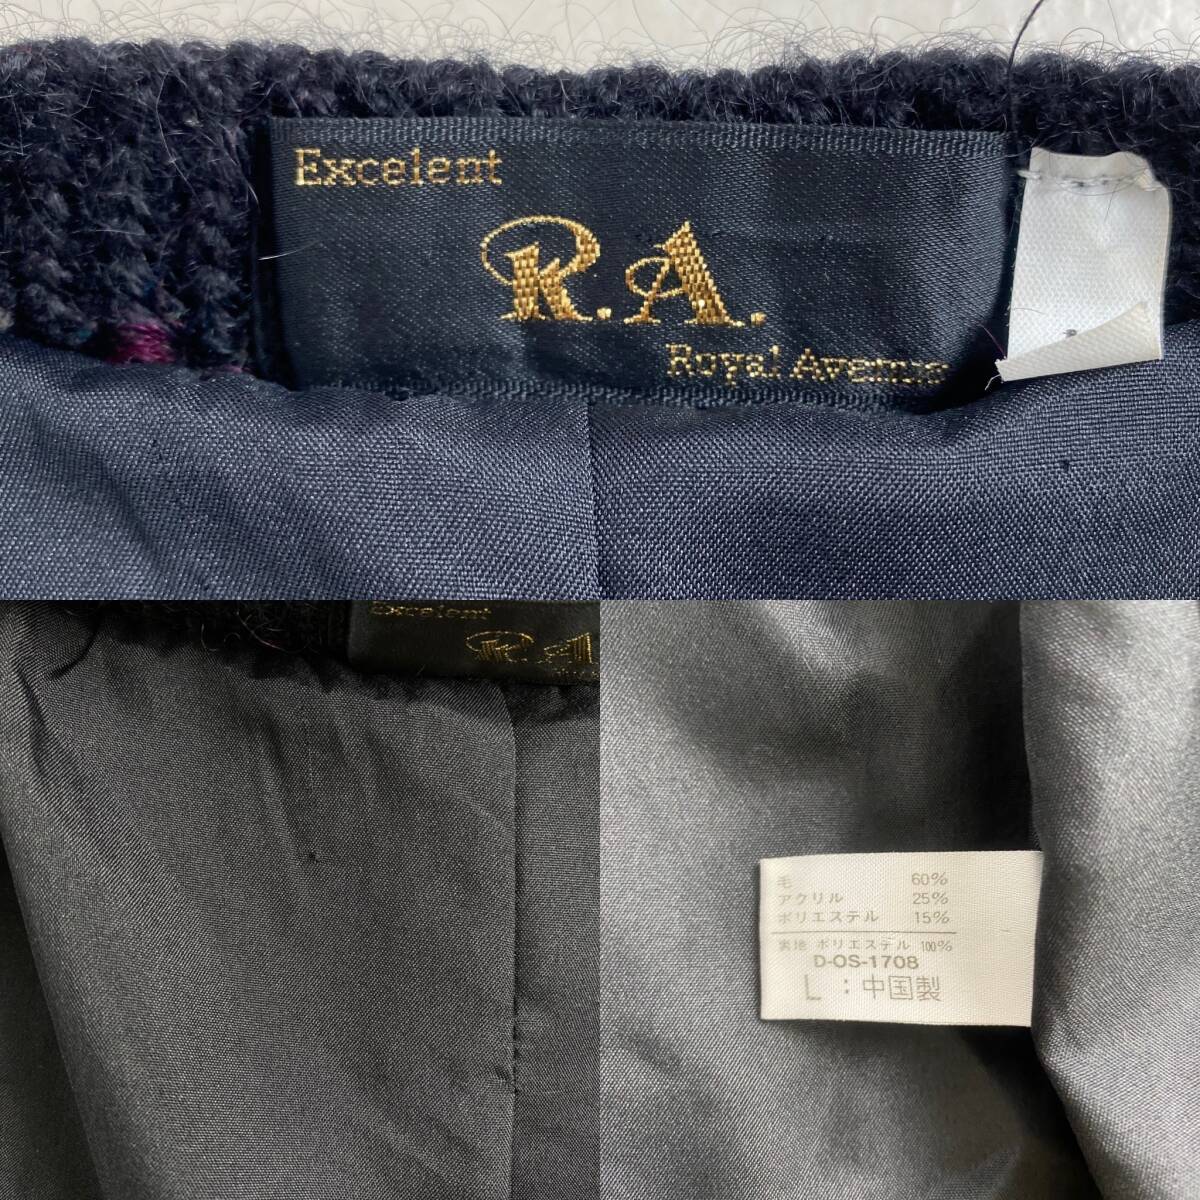 Excelent
R.A.
Royal Avenue
Excelent
R.A
毛 60%
アクリル 25%
ポリエステル 15%
裏地 ポリエステル 100%
D-OS-1708
L:中国製